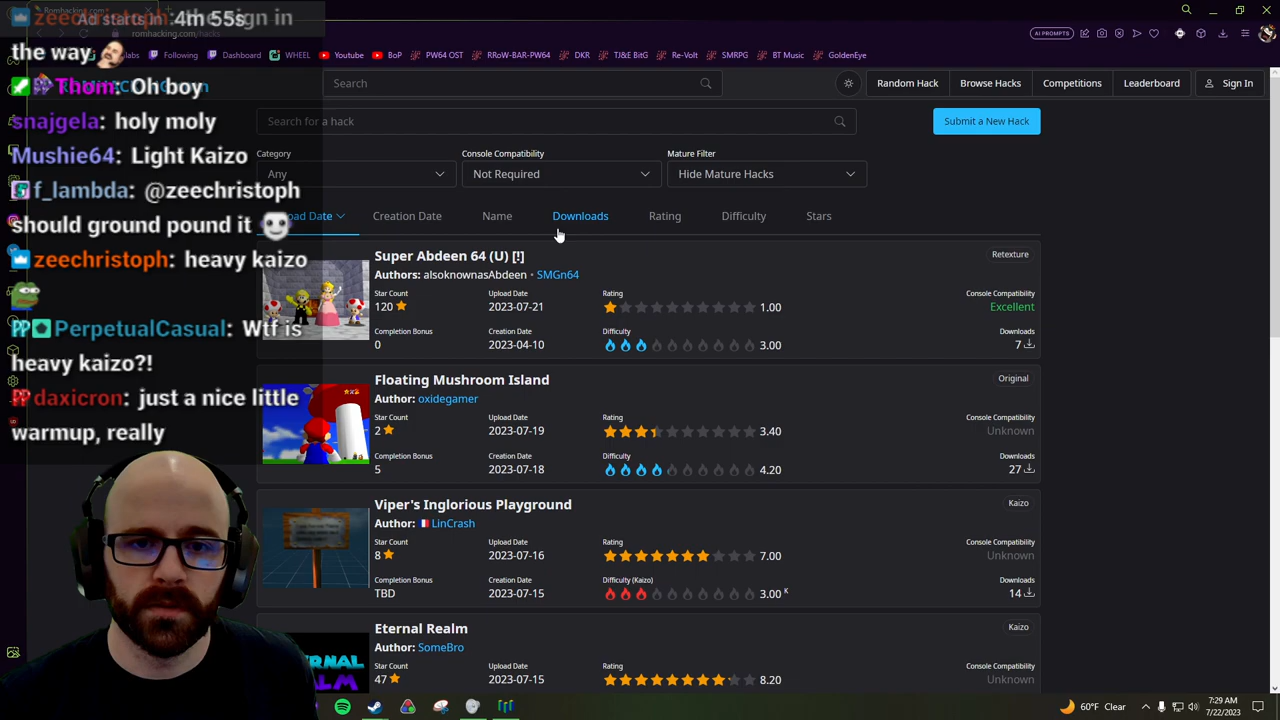 zeechristoph: the sign in
Ad starts in 4m 55s
romhacking.com/hacks
the way
AI PROMPTS
Twitch
Following
Dashboard
WHEEL
Youtube
BoP
PW64 OST
RRoW-BAR-PW64
DKR
TJ&E BitG
Re-Volt
SMRPG
BT Music
GoldenEye
Thom: Oh boy
Search
Random Hack
Browse Hacks
Competitions
Leaderboard
Sign In
snajgela: holy moly
Search for a hack
Submit a New Hack
Mushie64: Light Kaizo
Category
Console Compatibility
Mature Filter
Any
Not Required
Hide Mature Hacks
f_lambda: @zeechristoph
should ground pound it
Date
Creation Date
Name
Downloads
Rating
Difficulty
Stars
zeechristoph: heavy kaizo
PerpetualCasual: Wtf is
heavy kaizo?!
daxicron: just a nice little
warmup, really
Super Abdeen 64 (U) [!]
Retexture
Authors: alsoknownasAbdeen • SMGn64
Star Count
Upload Date
Rating
Console Compatibility
120
2023-07-21
1.00
Excellent
Completion Bonus
Creation Date
Difficulty
Downloads
0
2023-04-10
3.00
7
Floating Mushroom Island
Original
Author: oxidegamer
Star Count
Upload Date
Rating
Console Compatibility
2
2023-07-19
3.40
Unknown
Completion Bonus
Creation Date
Difficulty
Downloads
5
2023-07-18
4.20
27
Viper's Inglorious Playground
Kaizo
Author: LinCrash
Star Count
Upload Date
Rating
Console Compatibility
8
2023-07-16
7.00
Unknown
Completion Bonus
Creation Date
Difficulty (Kaizo)
Downloads
TBD
2023-07-15
3.00 K
14
Eternal Realm
Kaizo
Author: SomeBro
Star Count
Upload Date
Rating
Console Compatibility
47
2023-07-15
8.20
Unknown
60°F Clear
7:29 AM
7/22/2023